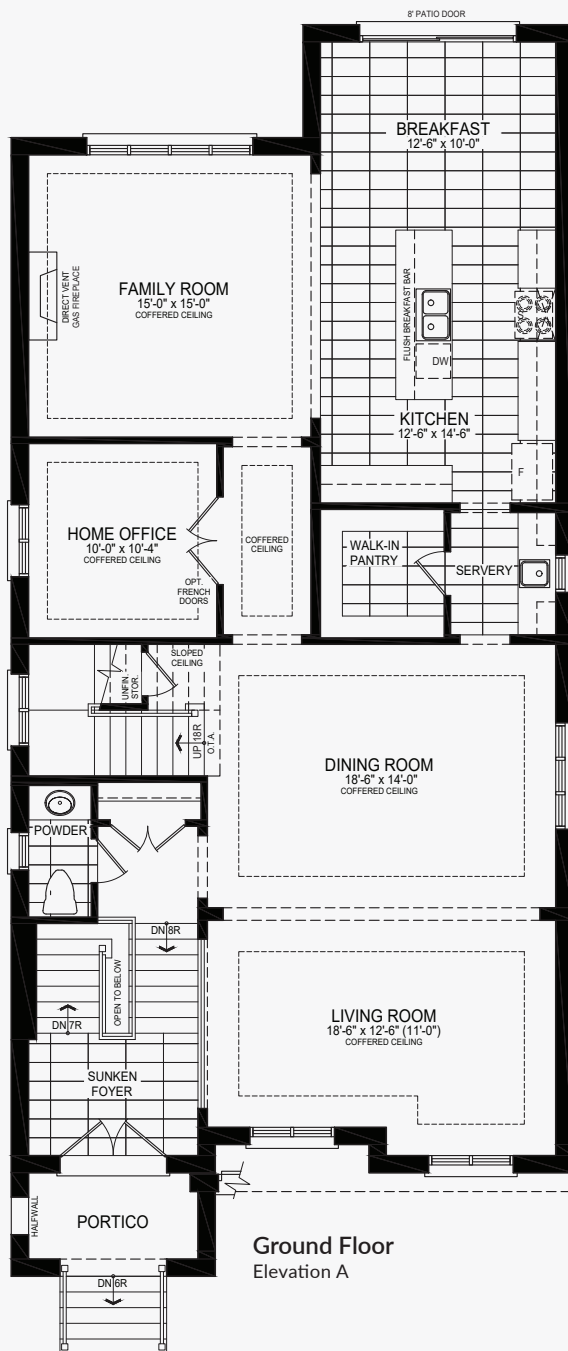 8' PATIO DOOR
BREAKFAST
12'-6" x 10'-0"
FAMILY ROOM
15'-0" x 15'-0"
COFFERED CEILING
DIRECT VENT
GAS FIREPLACE
FLUSH BREAKFAST BAR
DW
KITCHEN
12'-6" x 14'-6"
F
HOME OFFICE
10'-0" x 10'-4"
COFFERED CEILING
OPT.
FRENCH
DOORS
COFFERED
CEILING
WALK-IN
PANTRY
SERVERY
UNFIN.
STOR.
SLOPED
CEILING
UP 18R
O.T.A.
DINING ROOM
18'-6" x 14'-0"
COFFERED CEILING
POWDER
DN 8R
OPEN TO BELOW
DN 7R
SUNKEN
FOYER
LIVING ROOM
18'-6" x 12'-6" (11'-0")
COFFERED CEILING
HALFWALL
PORTICO
DN 6R
Ground Floor
Elevation A